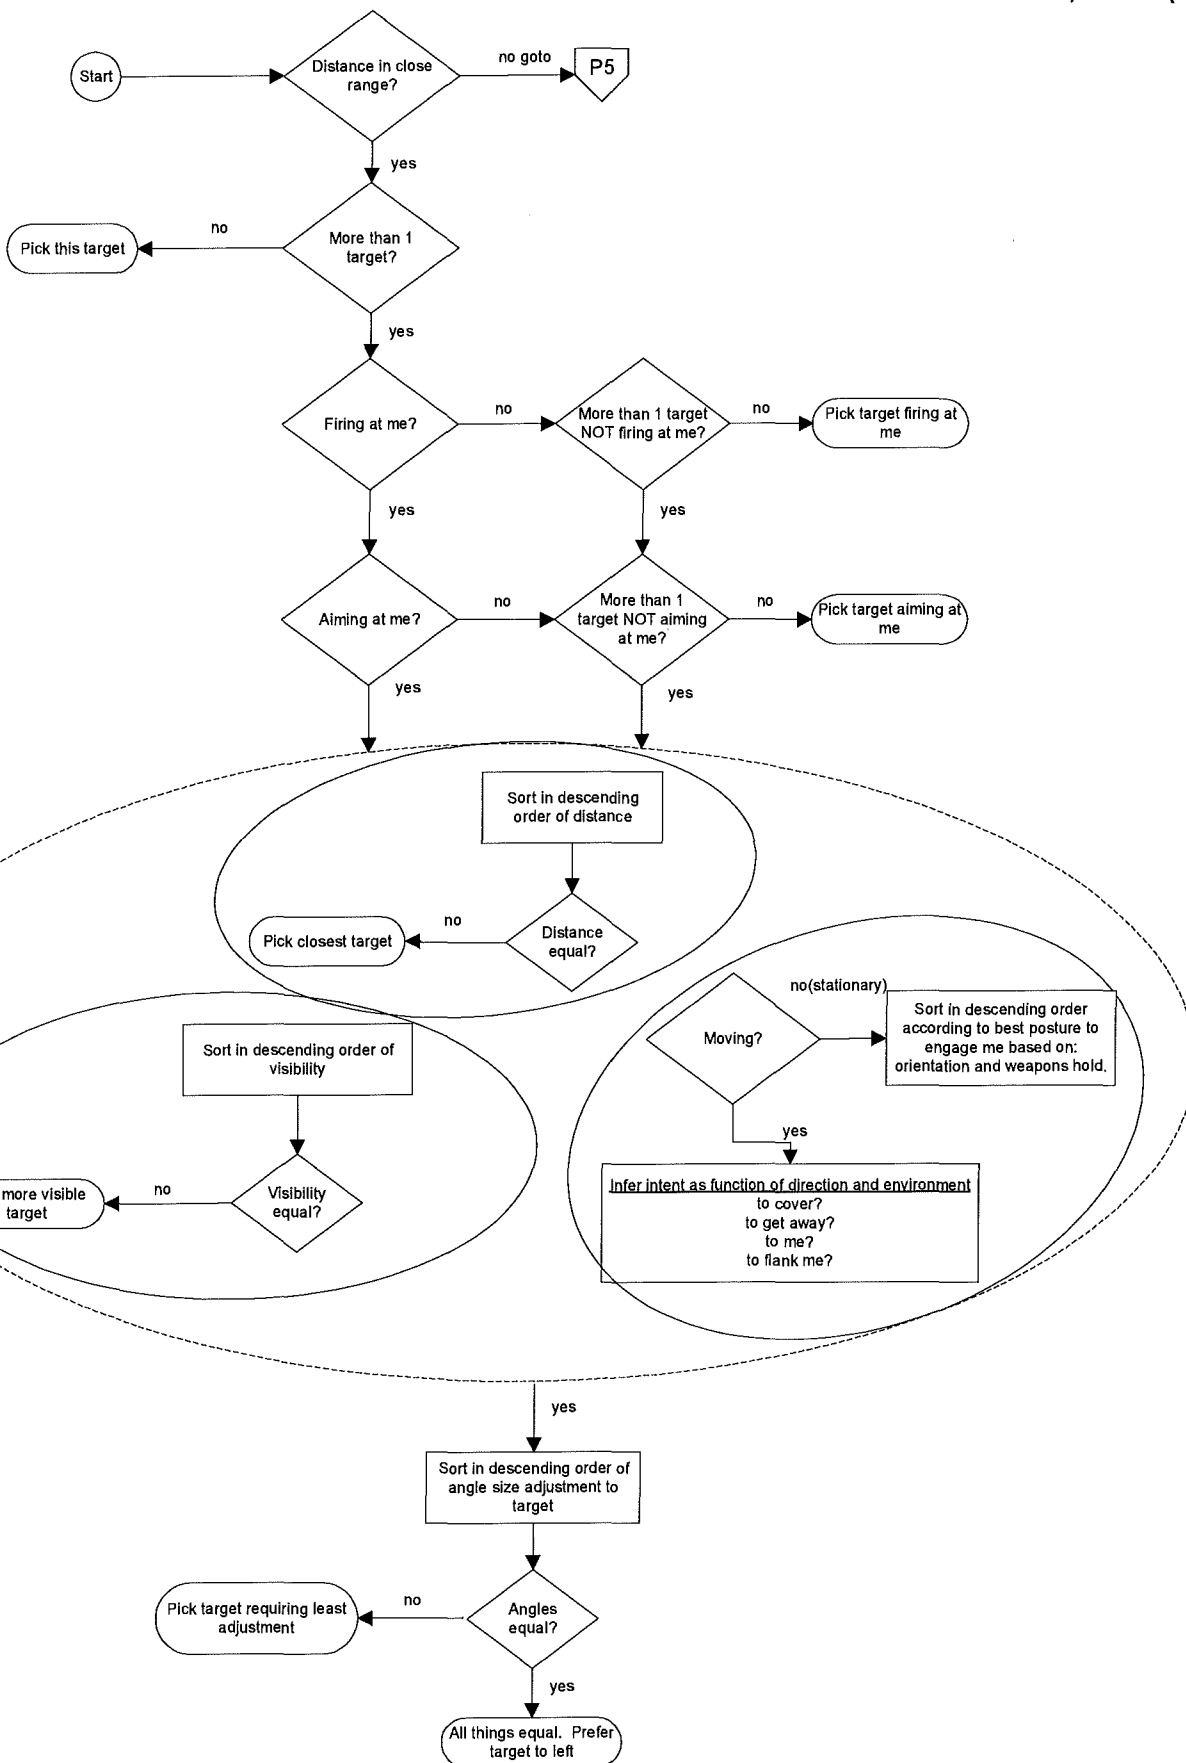 Start
Distance in close
range?
no goto
P5
yes
More than 1
target?
no
Pick this target
yes
Firing at me?
no
More than 1 target
NOT firing at me?
no
Pick target firing at
me
yes
yes
Aiming at me?
no
More than 1
target NOT aiming
at me?
no
Pick target aiming at
me
yes
yes
Sort in descending
order of distance
Distance
equal?
no
Pick closest target
Moving?
no(stationary)
Sort in descending order
according to best posture to
engage me based on:
orientation and weapons hold.
yes
Infer intent as function of direction and environment
to cover?
to get away?
to me?
to flank me?
Sort in descending order of
visibility
Visibility
equal?
no
more visible
target
yes
Sort in descending order of
angle size adjustment to
target
Angles
equal?
no
Pick target requiring least
adjustment
yes
All things equal. Prefer
target to left